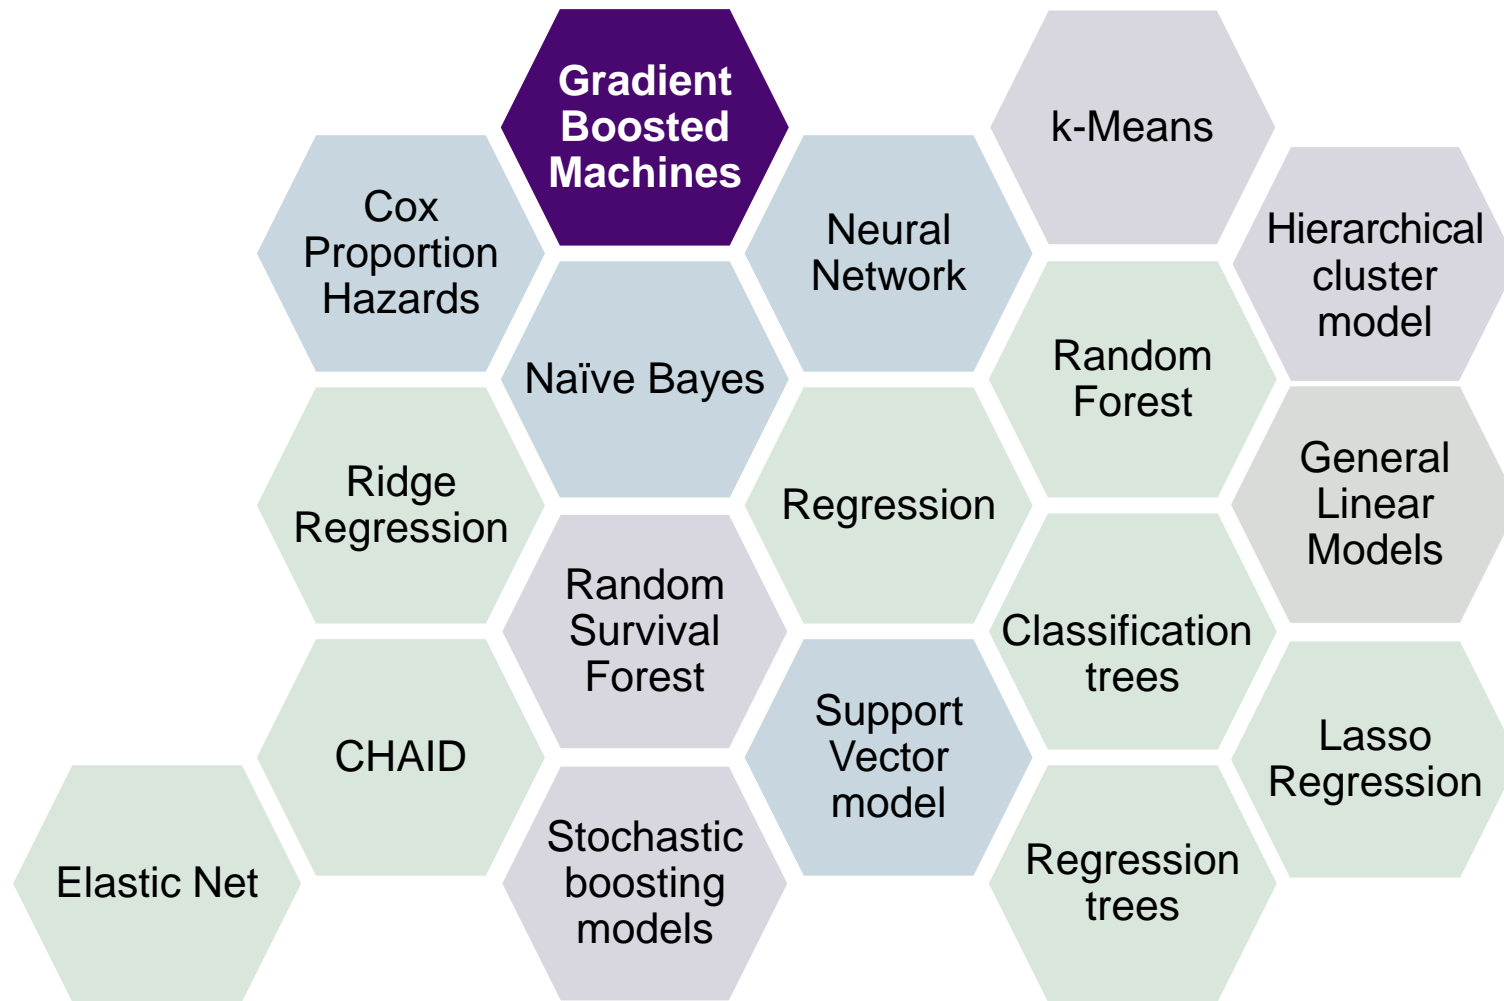 Gradient
Boosted
Machines
k-Means
Cox
Proportion
Hazards
Neural
Network
Hierarchical
cluster
model
Naïve Bayes
Random
Forest
Ridge
Regression
Regression
General
Linear
Models
Random
Survival
Forest
Classification
trees
CHAID
Support
Vector
model
Lasso
Regression
Elastic Net
Stochastic
boosting
models
Regression
trees